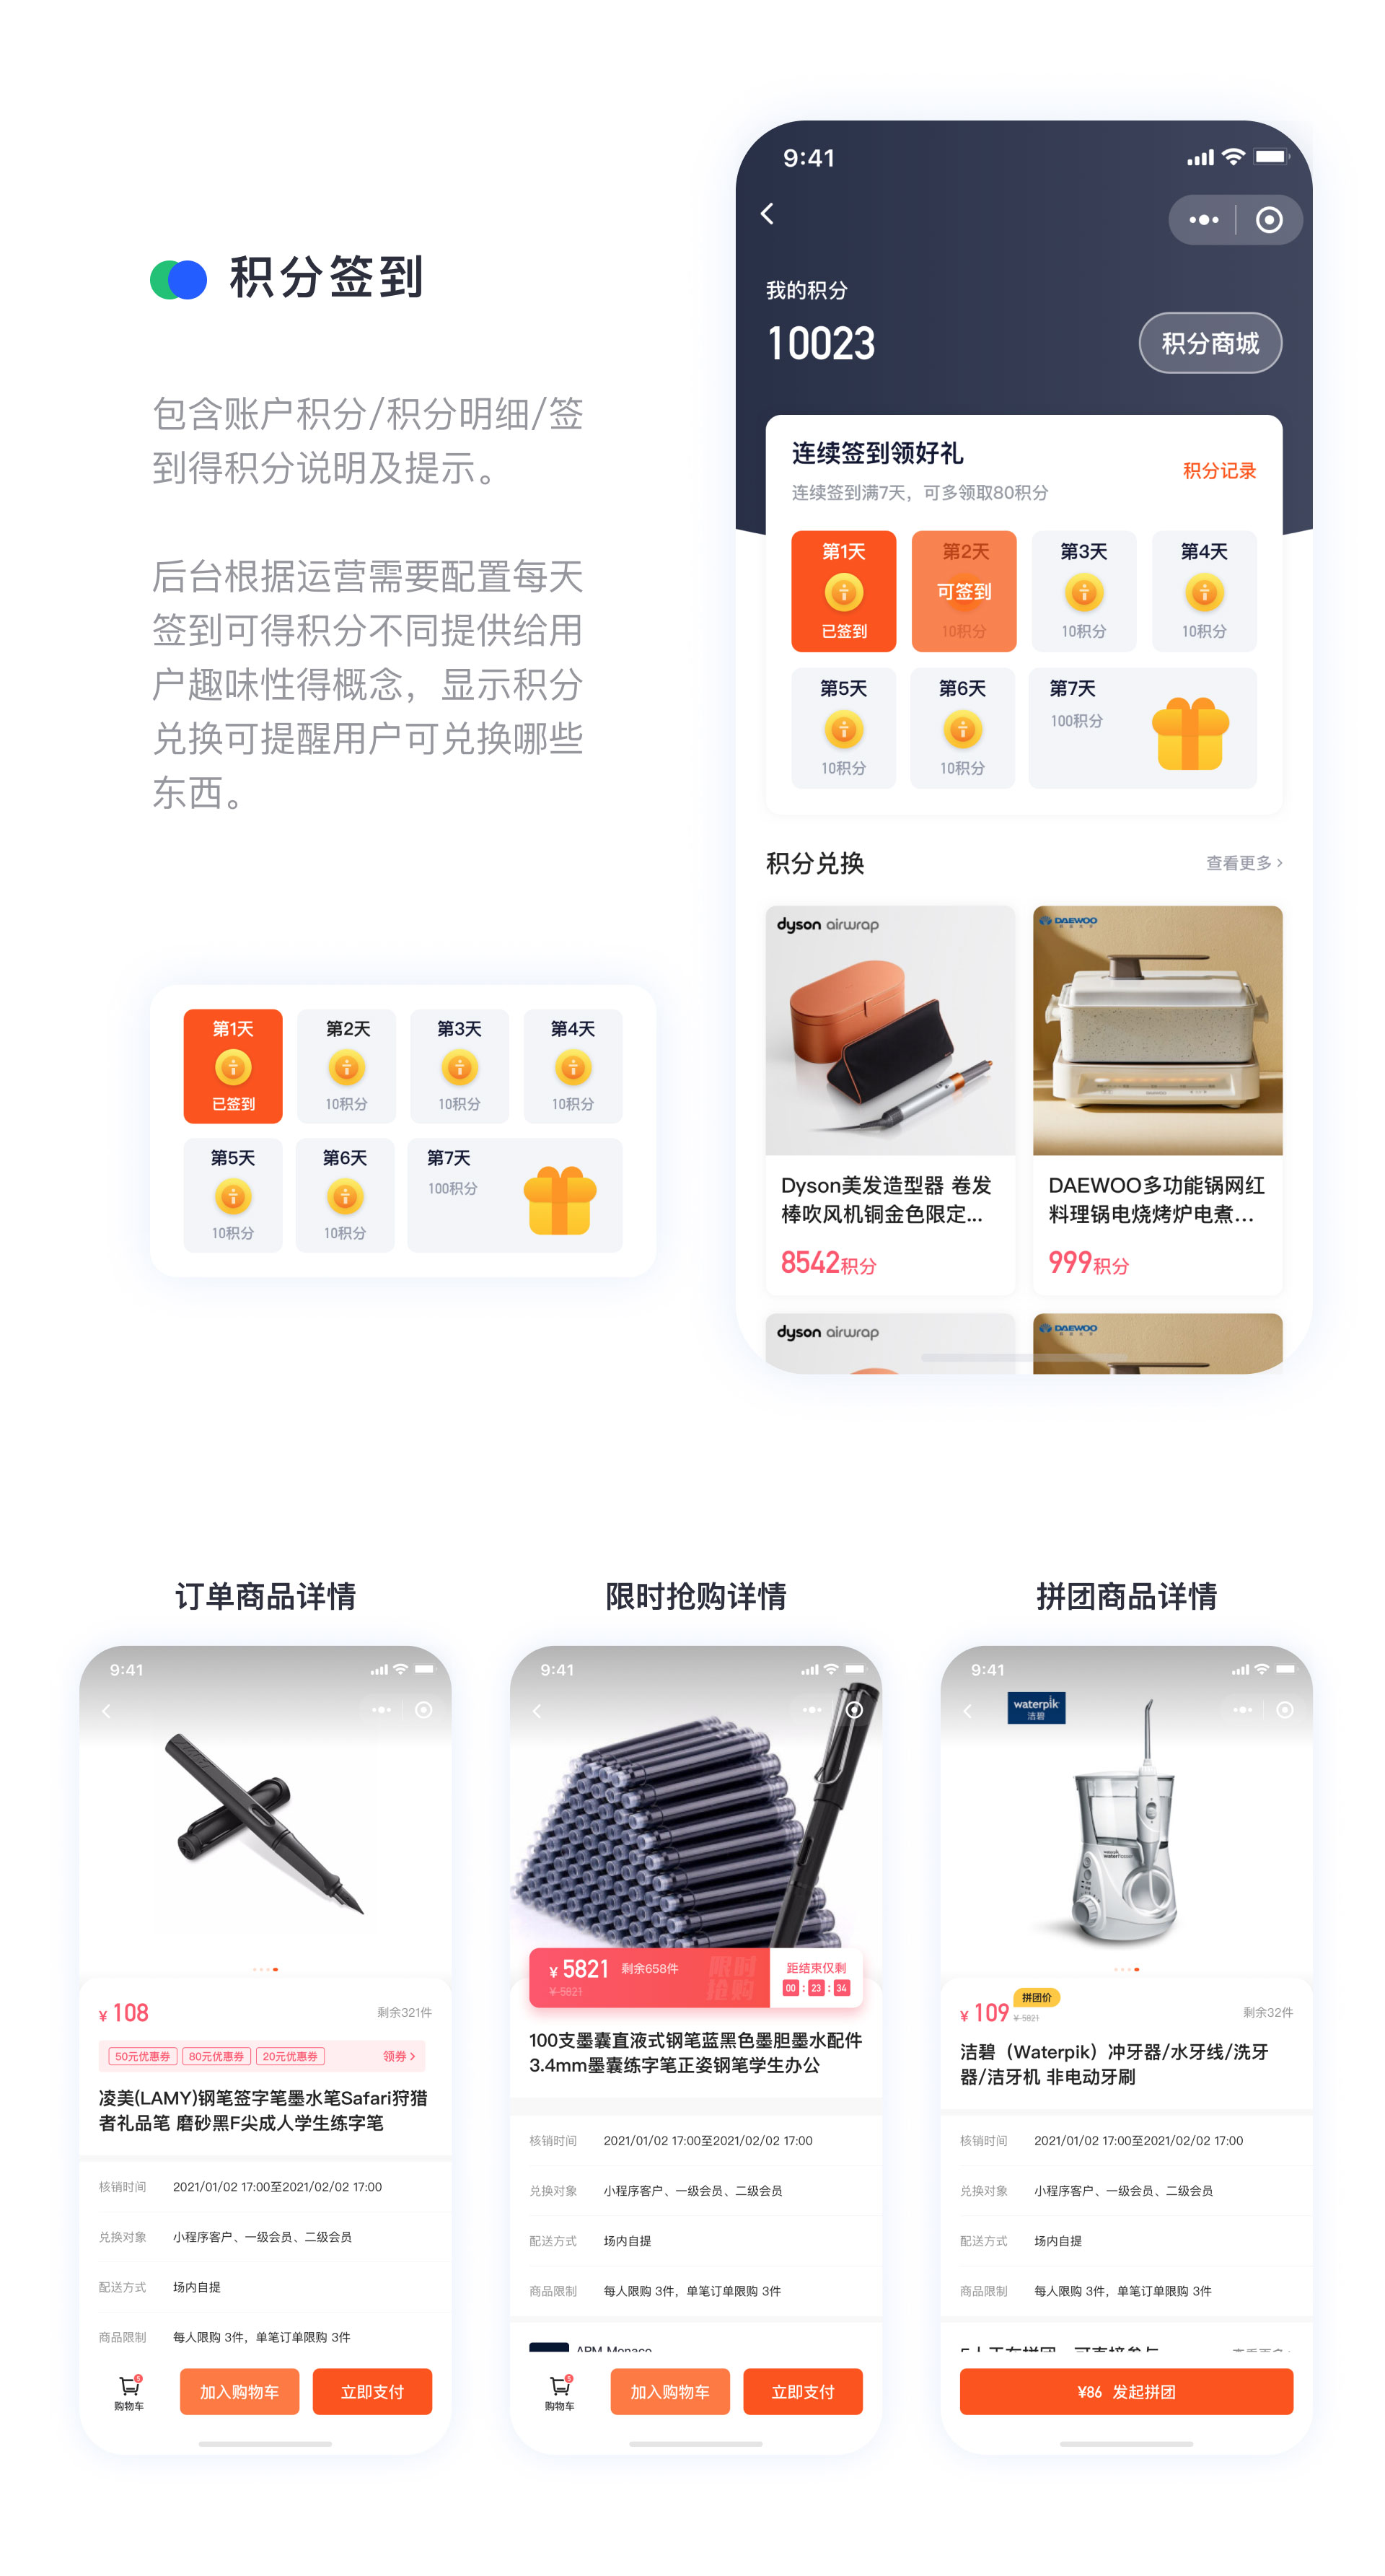 积分签到
包含账户积分/积分明细/签
到得积分说明及提示。
后台根据运营需要配置每天
签到可得积分不同提供给用
户趣味性得概念，显示积分
兑换可提醒用户可兑换哪些
东西。
第1天 第2天 第3天 第4天
已签到 10积分 10积分 10积分
第5天 第6天 第7天
100积分
10积分 10积分
9:41
我的积分
10023
积分商城
连续签到领好礼
积分记录
连续签到满7天，可多领取80积分
第1天 第2天 第3天 第4天
可签到
已签到 10积分 10积分 10积分
第5天 第6天 第7天
100积分
10积分 10积分
积分兑换
查看更多
dyson airwrap
DAEWOO
Dyson美发造型器 卷发
棒吹风机铜金色限定...
8542积分
DAEWOO多功能锅网红
料理锅电烧烤炉电煮...
999积分
dyson airwrap
DAEWOO
订单商品详情
9:41
¥ 108
剩余321件
50元优惠券 80元优惠券 20元优惠券 领券
凌美(LAMY)钢笔签字笔墨水笔Safari狩猎
者礼品笔 磨砂黑F尖成人学生练字笔
核销时间 2021/01/02 17:00至2021/02/02 17:00
兑换对象 小程序客户、一级会员、二级会员
配送方式 场内自提
商品限制 每人限购 3件，单笔订单限购 3件
购物车
加入购物车
立即支付
限时抢购详情
9:41
¥ 5821 剩余658件
¥ 5821
限时
抢购
距结束仅剩
00 : 23 : 34
100支墨囊直液式钢笔蓝黑色墨胆墨水配件
3.4mm墨囊练字笔正姿钢笔学生办公
核销时间 2021/01/02 17:00至2021/02/02 17:00
兑换对象 小程序客户、一级会员、二级会员
配送方式 场内自提
商品限制 每人限购 3件，单笔订单限购 3件
APM Monaco
购物车
加入购物车
立即支付
拼团商品详情
9:41
waterpik
洁碧
拼团价
¥ 109 ¥ 5821
剩余32件
洁碧（Waterpik）冲牙器/水牙线/洗牙
器/洁牙机 非电动牙刷
核销时间 2021/01/02 17:00至2021/02/02 17:00
兑换对象 小程序客户、一级会员、二级会员
配送方式 场内自提
商品限制 每人限购 3件，单笔订单限购 3件
5人正在拼团，可直接参与 查看更多
¥86 发起拼团